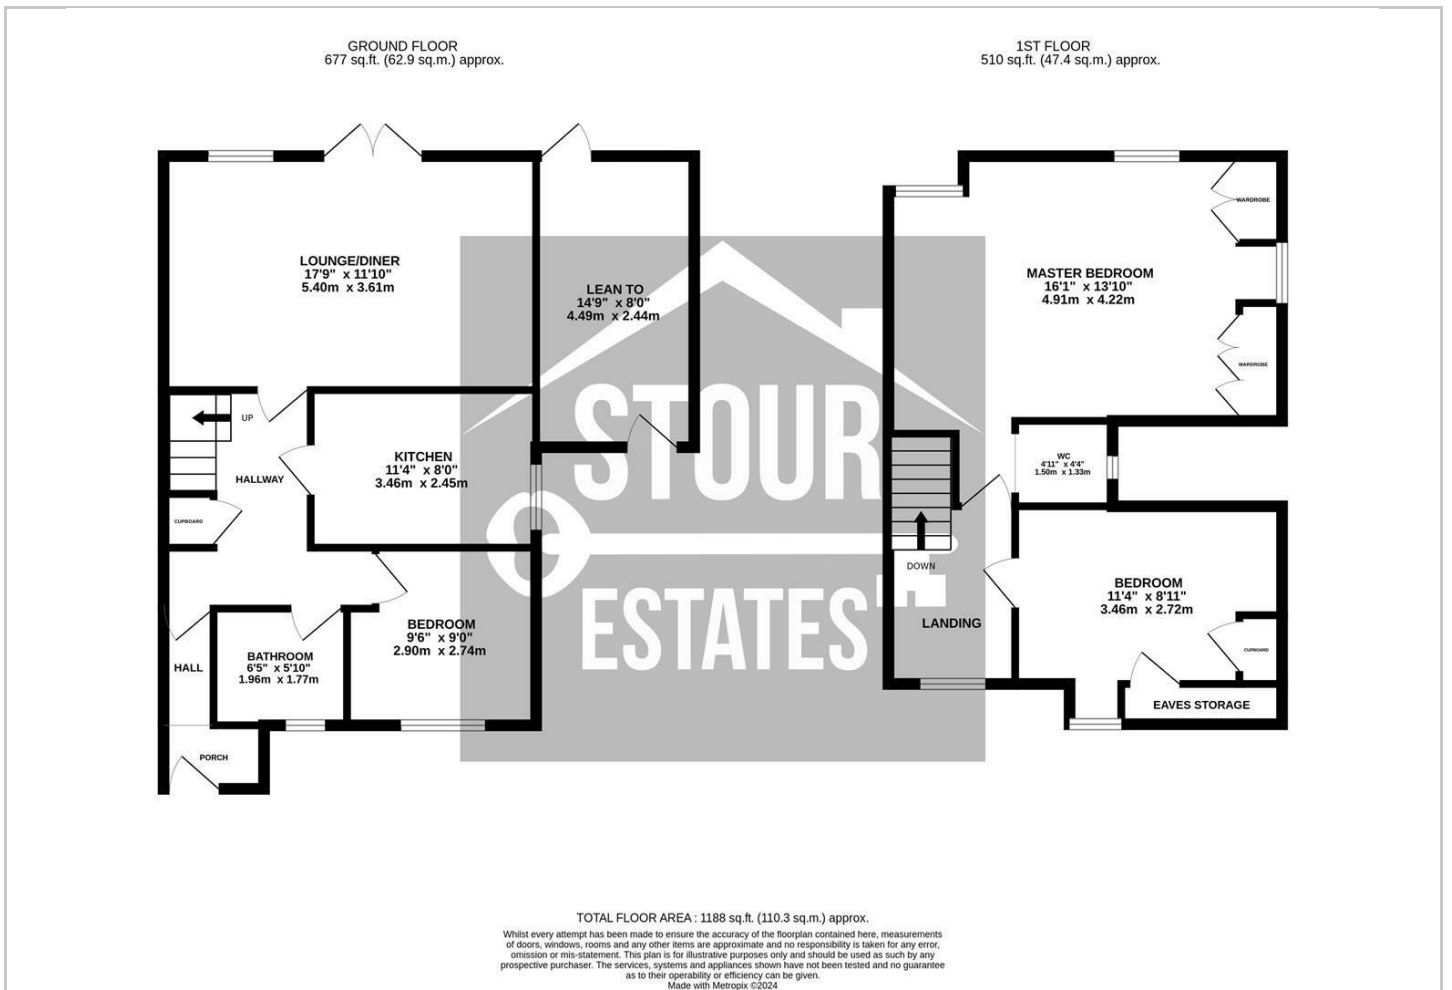 GROUND FLOOR
677 sq.ft. (62.9 sq.m.) approx.
1ST FLOOR
510 sq.ft. (47.4 sq.m.) approx.
LOUNGE/DINER
17'9" x 11'10"
5.40m x 3.61m
LEAN TO
14'9" x 8'0"
4.49m x 2.44m
UP
HALLWAY
KITCHEN
11'4" x 8'0"
3.46m x 2.45m
CUPBOARD
BEDROOM
9'6" x 9'0"
2.90m x 2.74m
BATHROOM
6'5" x 5'10"
1.96m x 1.77m
HALL
PORCH
STOUR
ESTATES
MASTER BEDROOM
16'1" x 13'10"
4.91m x 4.22m
WARDROBE
WARDROBE
WC
4'11" x 4'4"
1.50m x 1.33m
DOWN
LANDING
BEDROOM
11'4" x 8'11"
3.46m x 2.72m
CUPBOARD
EAVES STORAGE
TOTAL FLOOR AREA : 1188 sq.ft. (110.3 sq.m.) approx.
Whilst every attempt has been made to ensure the accuracy of the floorplan contained here, measurements
of doors, windows, rooms and any other items are approximate and no responsibility is taken for any error,
omission or mis-statement. This plan is for illustrative purposes only and should be used as such by any
prospective purchaser. The services, systems and appliances shown have not been tested and no guarantee
as to their operability or efficiency can be given.
Made with Metropix ©2024